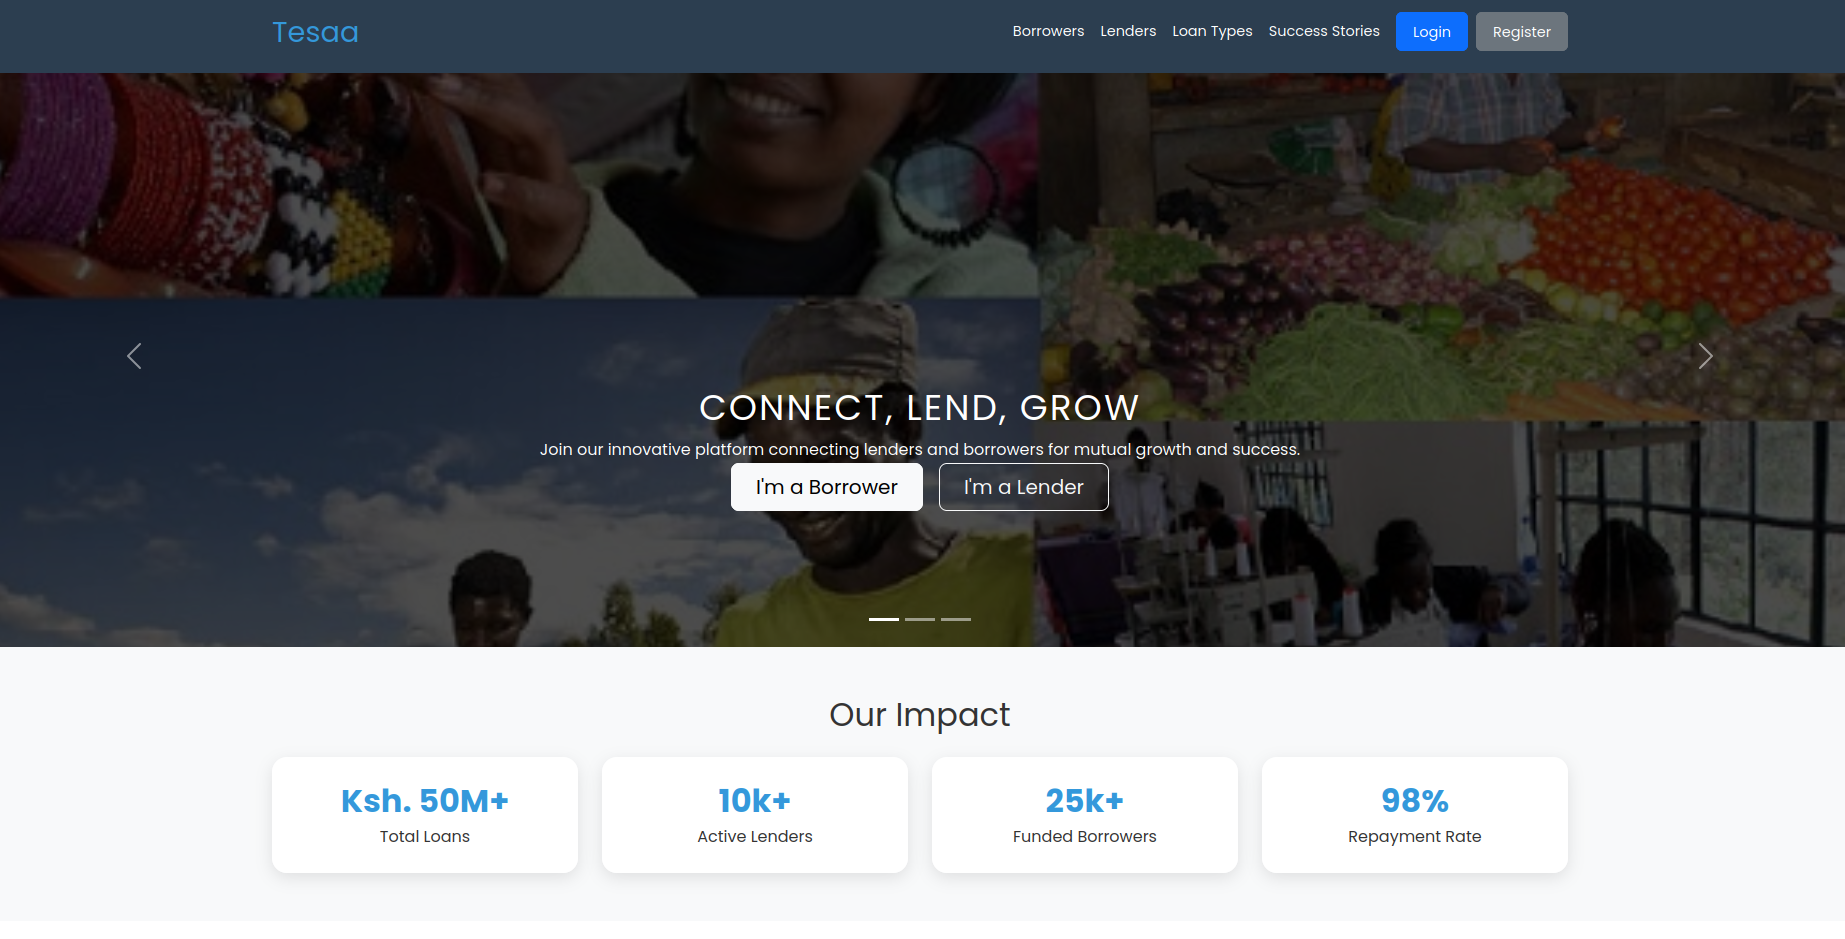 Tesaa
Borrowers Lenders Loan Types Success Stories Login Register
CONNECT, LEND, GROW
Join our innovative platform connecting lenders and borrowers for mutual growth and success.
I'm a Borrower I'm a Lender
Our Impact
Ksh. 50M+ 10k+ 25k+ 98%
Total Loans Active Lenders Funded Borrowers Repayment Rate